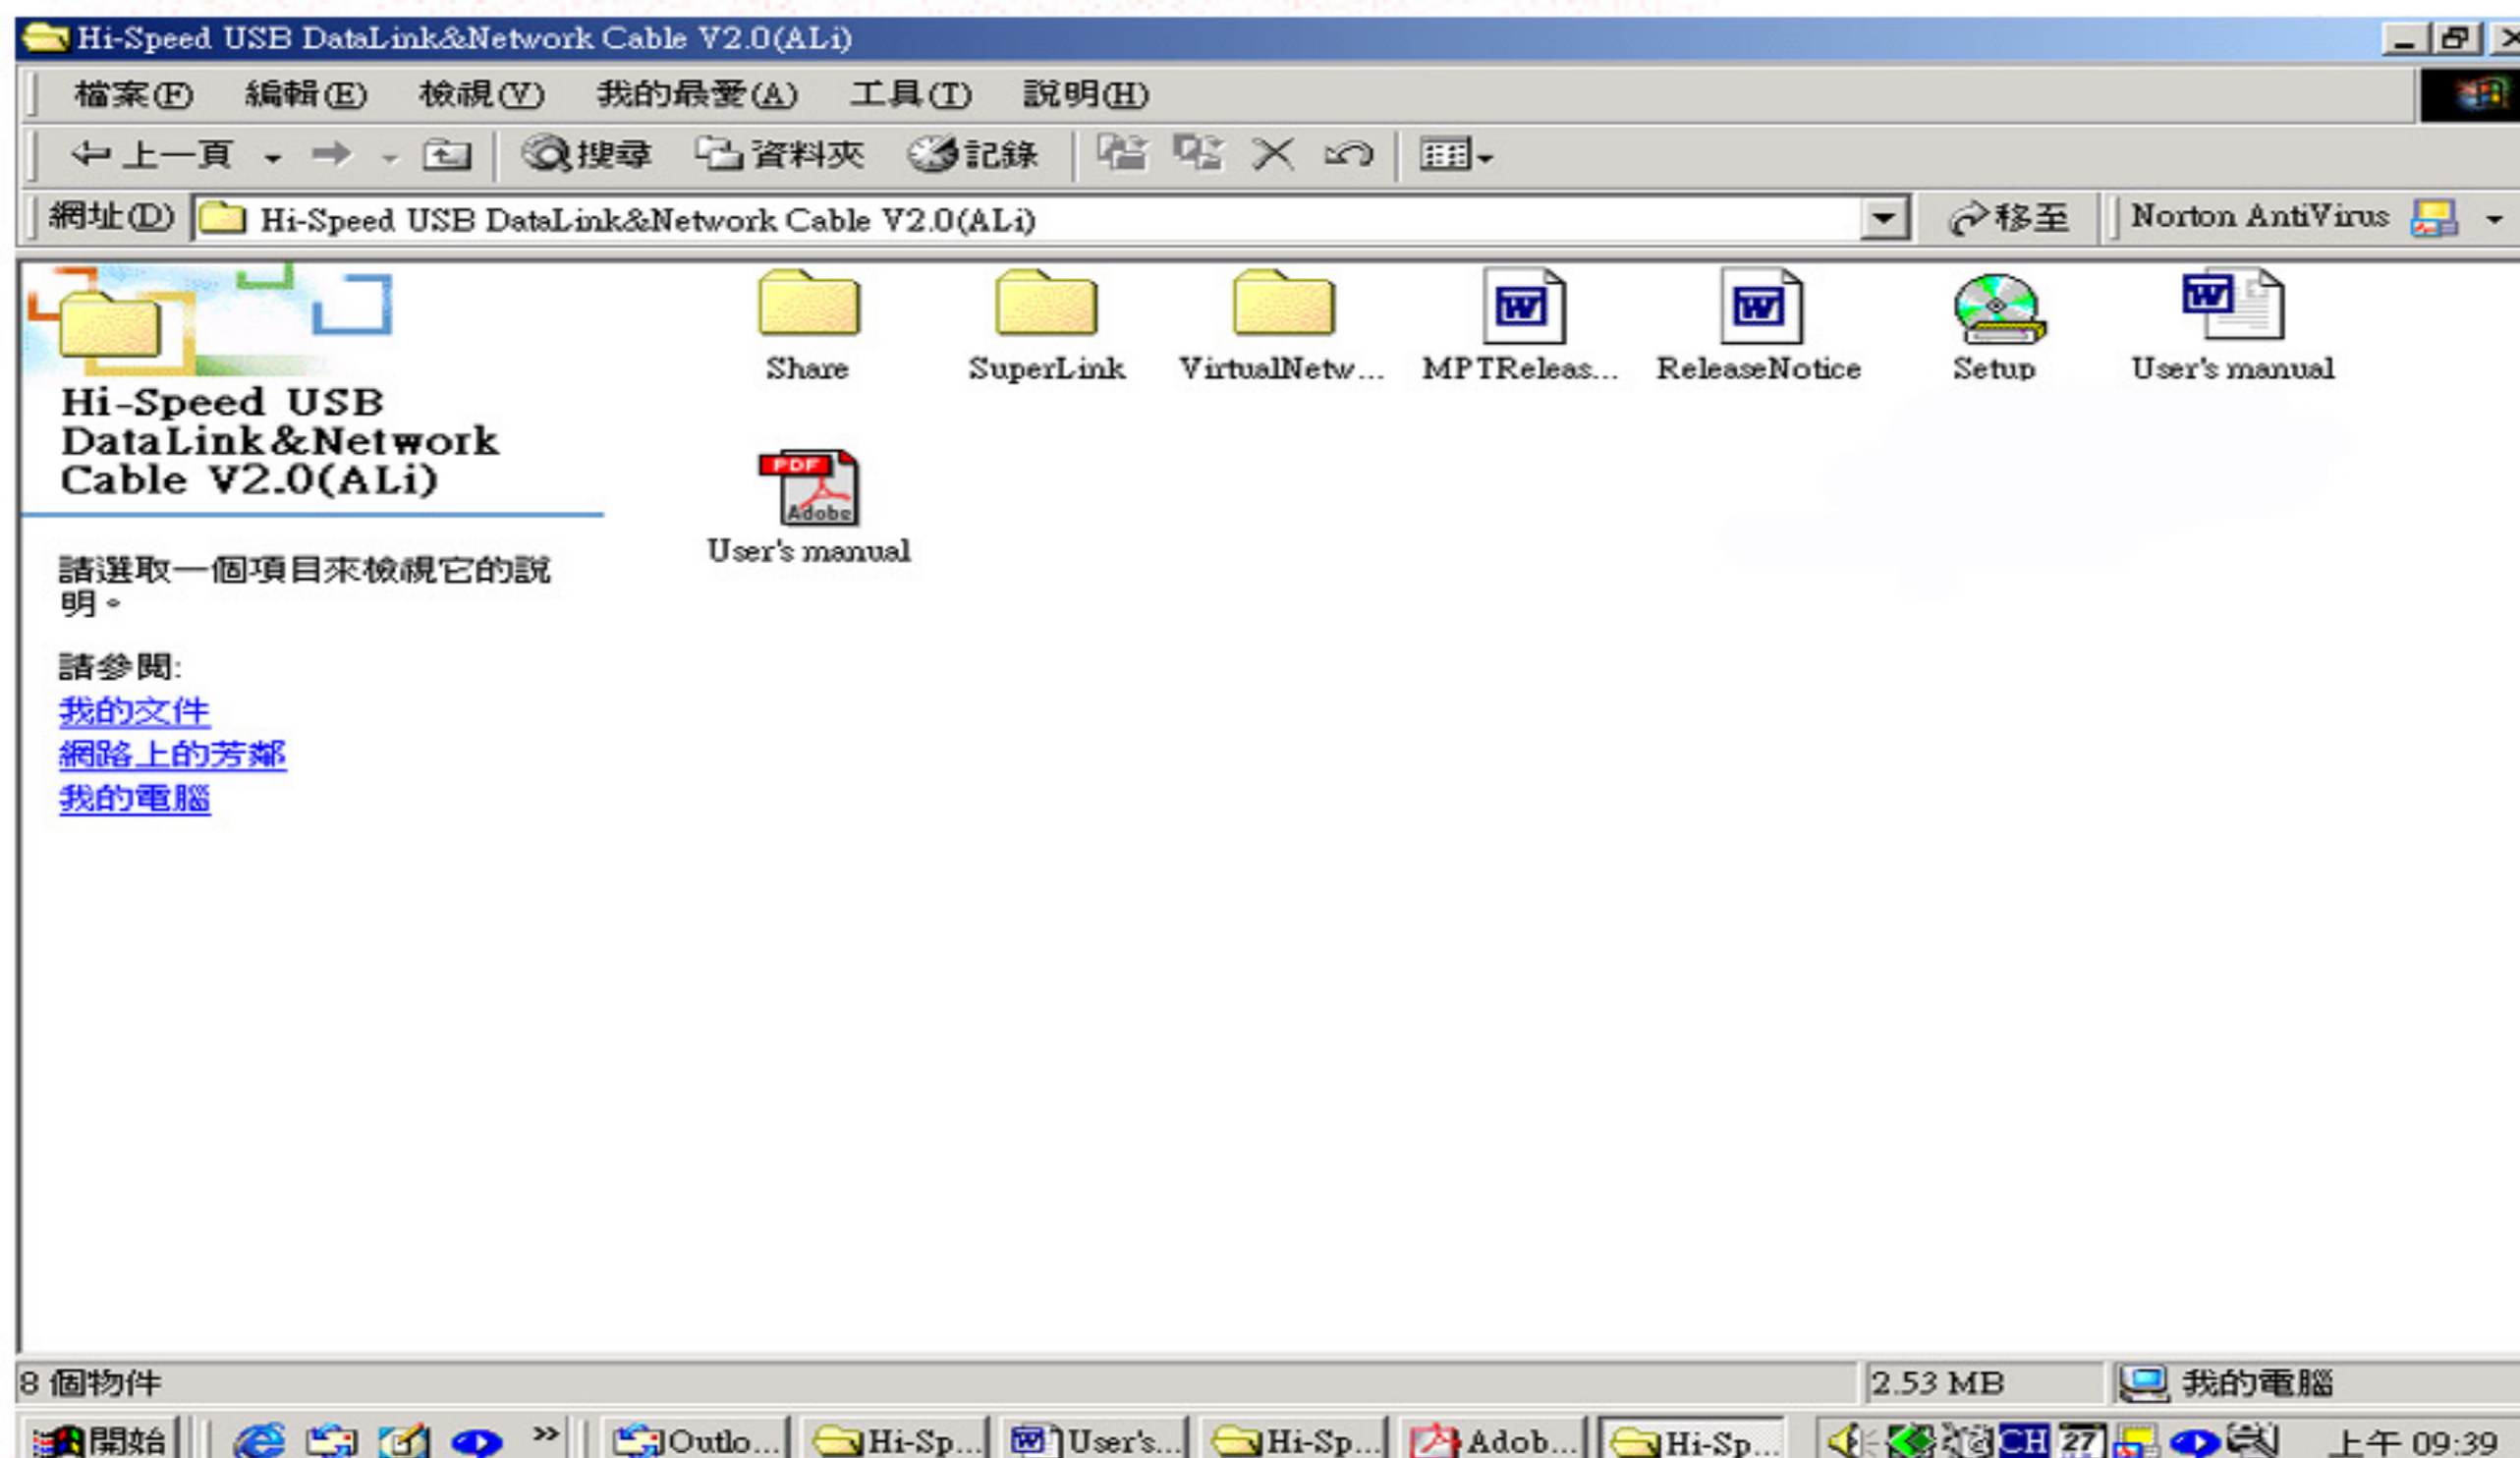 Hi-Speed USB DataLink&Network Cable V2.0(ALi)
檔案(F) 編輯(E) 檢視(V) 我的最愛(A) 工具(T) 說明(H)
上一頁 搜尋 資料夾 記錄
網址(D) Hi-Speed USB DataLink&Network Cable V2.0(ALi) 移至 Norton AntiVirus
Hi-Speed USB
DataLink&Network
Cable V2.0(ALi)
請選取一個項目來檢視它的說
明。
請參閱:
我的文件
網路上的芳鄰
我的電腦
Share SuperLink VirtualNetw... MPTReleas... ReleaseNotice Setup User's manual
PDF
Adobe
User's manual
8 個物件 2.53 MB 我的電腦
開始 » Outlo... Hi-Sp... User's... Hi-Sp... Adob... Hi-Sp... CH 27 上午 09:39